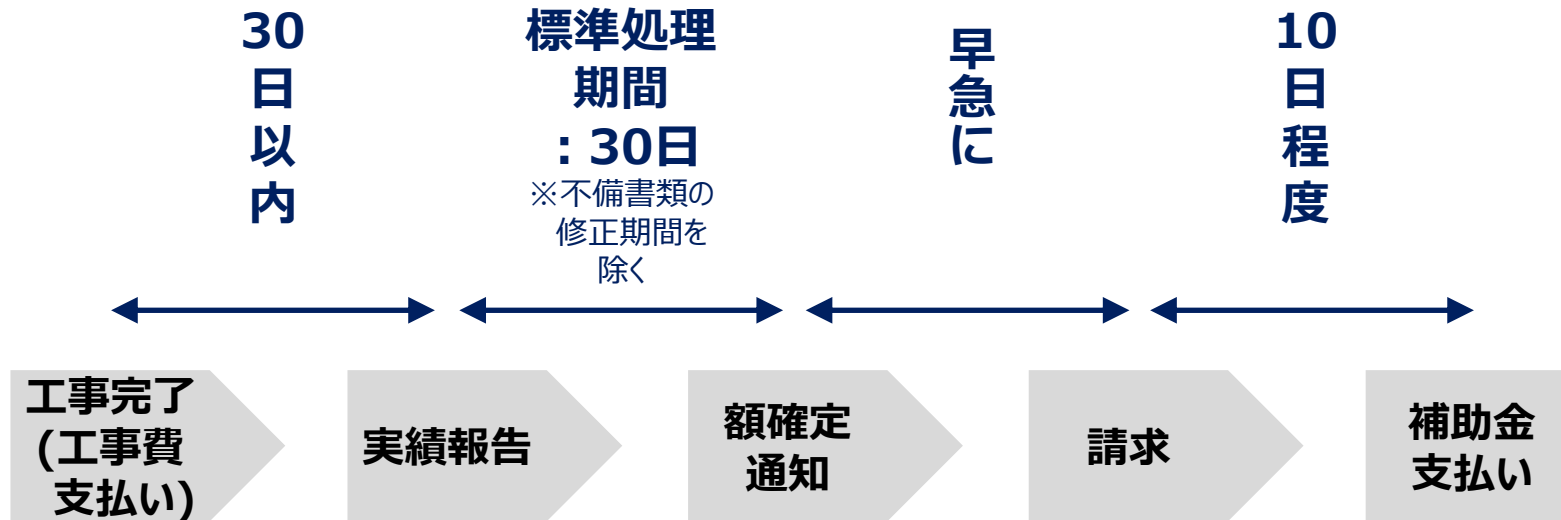 30
日
以
内
標準処理
期間
：30日
※不備書類の
修正期間を
除く
早
急
に
10
日
程
度
工事完了
(工事費
支払い)
実績報告
額確定
通知
請求
補助金
支払い